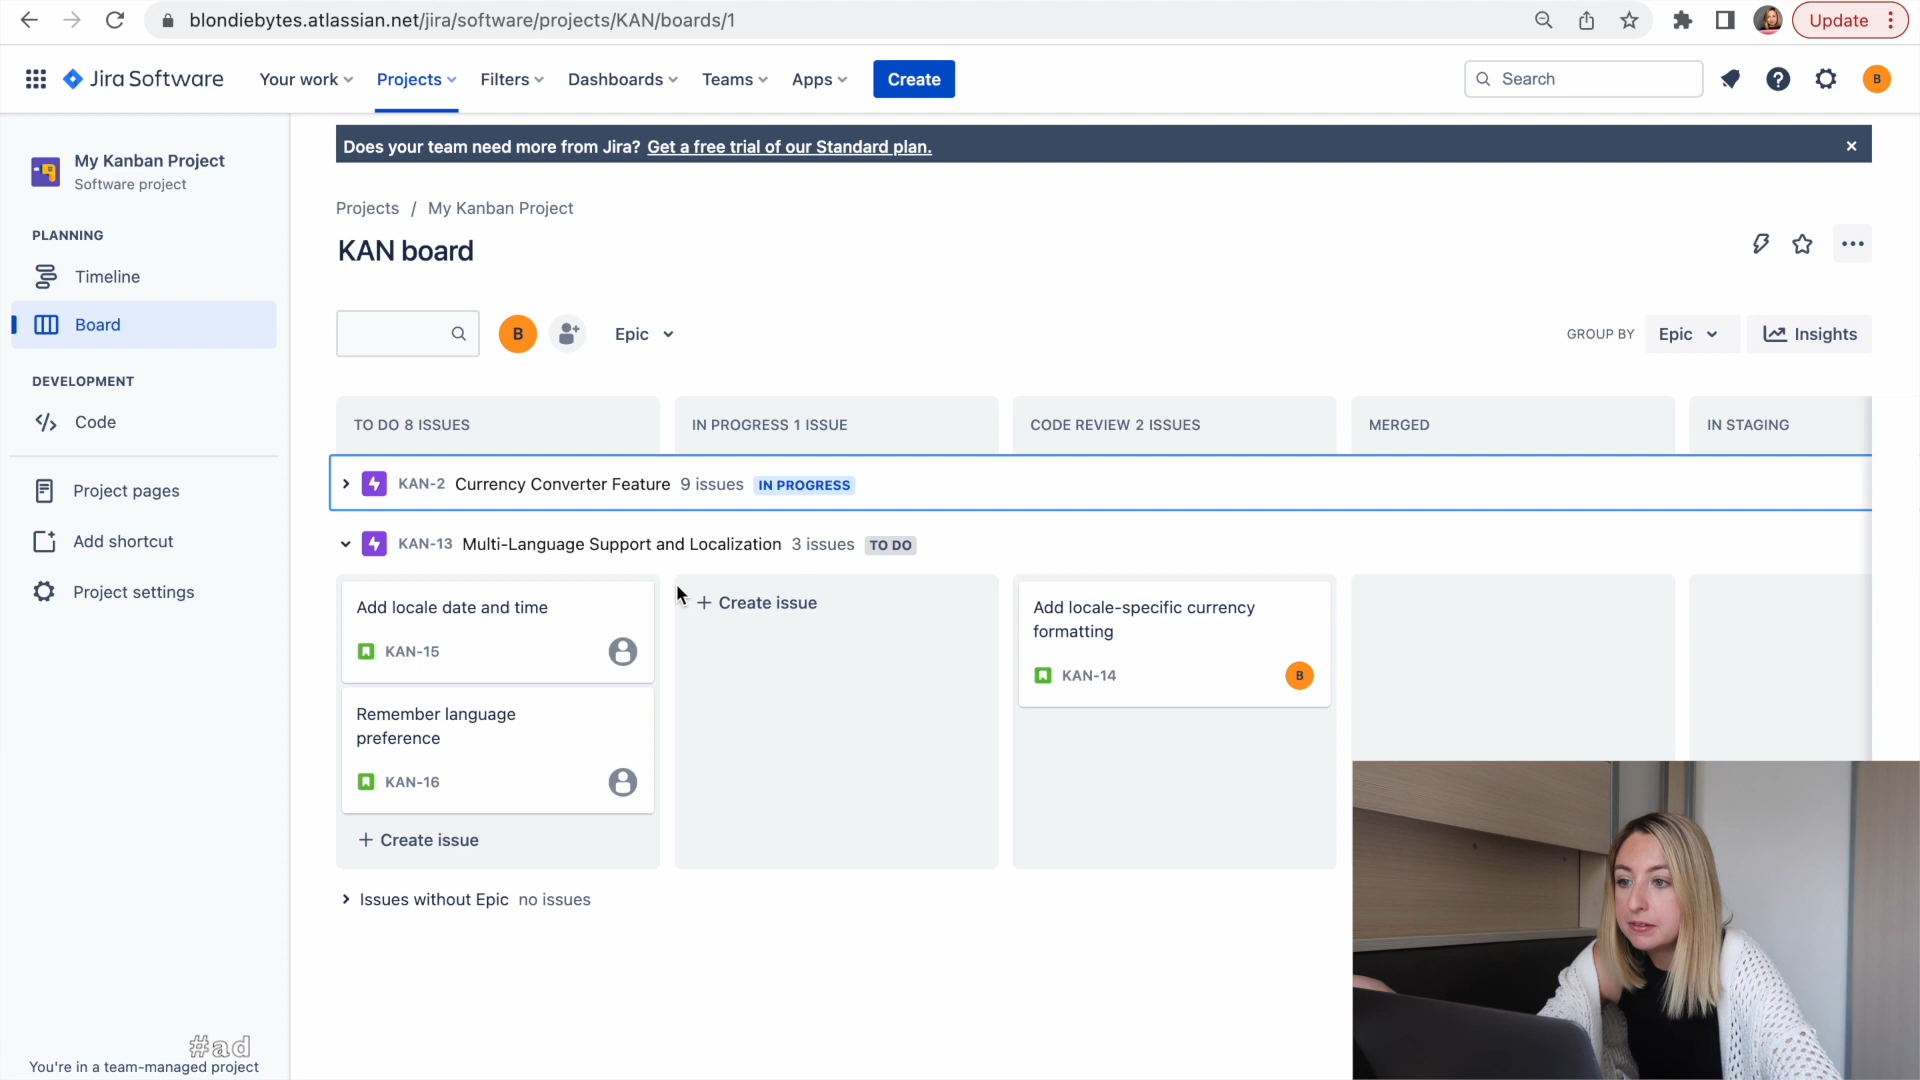 blondiebytes.atlassian.net/jira/software/projects/KAN/boards/1
Update
Jira Software
Your work
Projects
Filters
Dashboards
Teams
Apps
Create
Search
B
My Kanban Project
Software project
PLANNING
Timeline
Board
DEVELOPMENT
Code
Project pages
Add shortcut
Project settings
#ad
You're in a team-managed project
Does your team need more from Jira? Get a free trial of our Standard plan.
Projects / My Kanban Project
KAN board
B
Epic
GROUP BY
Epic
Insights
TO DO 8 ISSUES
IN PROGRESS 1 ISSUE
CODE REVIEW 2 ISSUES
MERGED
IN STAGING
KAN-2 Currency Converter Feature 9 issues IN PROGRESS
KAN-13 Multi-Language Support and Localization 3 issues TO DO
Add locale date and time
KAN-15
Remember language
preference
KAN-16
+ Create issue
+ Create issue
Add locale-specific currency
formatting
KAN-14
B
Issues without Epic no issues